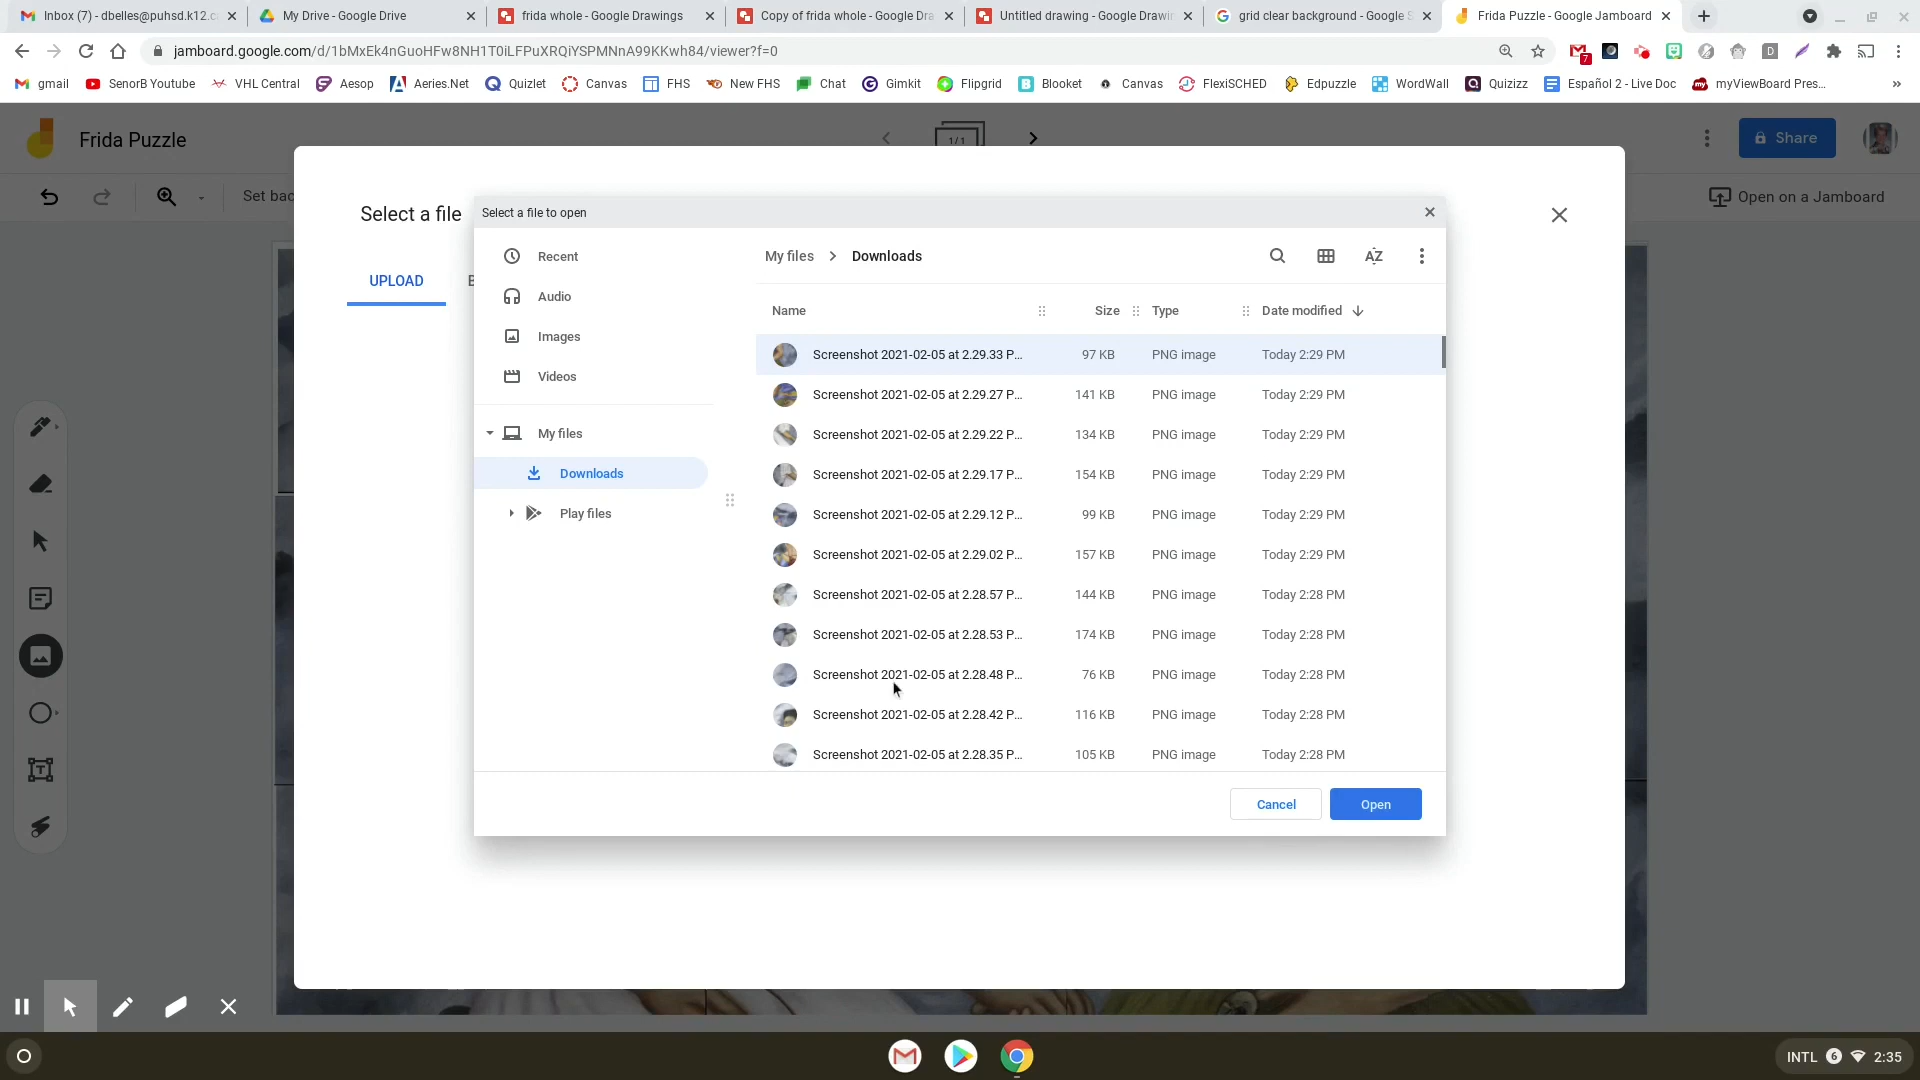 Inbox (7) - dbelles@puhsd.k12.c
My Drive - Google Drive
frida whole - Google Drawings
Copy of frida whole - Google Dra
Untitled drawing - Google Drawin
grid clear background - Google S
Frida Puzzle - Google Jamboard
jamboard.google.com/d/1bMxEk4nGuoHFw8NH1T0iLFPuXRQiYSPMNnA99KKwh84/viewer?f=0
7
gmail
SenorB Youtube
VHL Central
Aesop
Aeries.Net
Quizlet
Canvas
FHS
New FHS
Chat
Gimkit
Flipgrid
Blooket
Canvas
FlexiSCHED
Edpuzzle
WordWall
Quizizz
Español 2 - Live Doc
myViewBoard Pres...
Frida Puzzle
1/1
Share
Set bac
Open on a Jamboard
Select a file
UPLOAD
Select a file to open
Recent
Audio
Images
Videos
My files
Downloads
Play files
My files > Downloads
AZ
Name Size Type Date modified
Screenshot 2021-02-05 at 2.29.33 P... 97 KB PNG image Today 2:29 PM
Screenshot 2021-02-05 at 2.29.27 P... 141 KB PNG image Today 2:29 PM
Screenshot 2021-02-05 at 2.29.22 P... 134 KB PNG image Today 2:29 PM
Screenshot 2021-02-05 at 2.29.17 P... 154 KB PNG image Today 2:29 PM
Screenshot 2021-02-05 at 2.29.12 P... 99 KB PNG image Today 2:29 PM
Screenshot 2021-02-05 at 2.29.02 P... 157 KB PNG image Today 2:29 PM
Screenshot 2021-02-05 at 2.28.57 P... 144 KB PNG image Today 2:28 PM
Screenshot 2021-02-05 at 2.28.53 P... 174 KB PNG image Today 2:28 PM
Screenshot 2021-02-05 at 2.28.48 P... 76 KB PNG image Today 2:28 PM
Screenshot 2021-02-05 at 2.28.42 P... 116 KB PNG image Today 2:28 PM
Screenshot 2021-02-05 at 2.28.35 P... 105 KB PNG image Today 2:28 PM
Cancel
Open
INTL 6 2:35